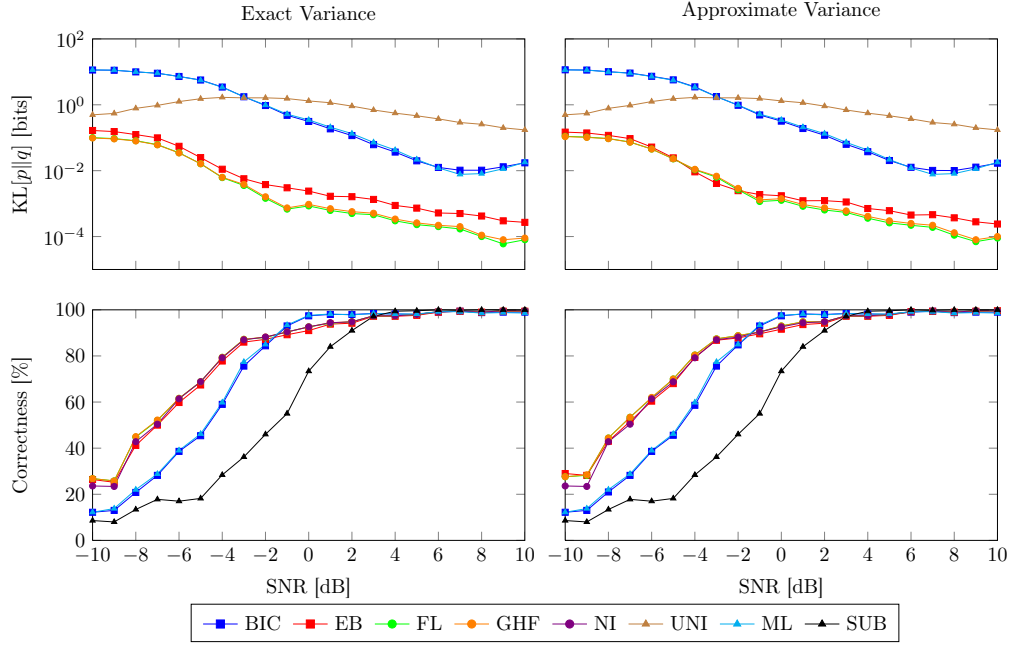 Exact Variance
Approximate Variance
KL[p||q] [bits]
10^2
10^0
10^−2
10^−4
Correctness [%]
100
80
60
40
20
0
−10 −8 −6 −4 −2 0 2 4 6 8 10
−10 −8 −6 −4 −2 0 2 4 6 8 10
SNR [dB]
SNR [dB]
BIC EB FL GHF NI UNI ML SUB